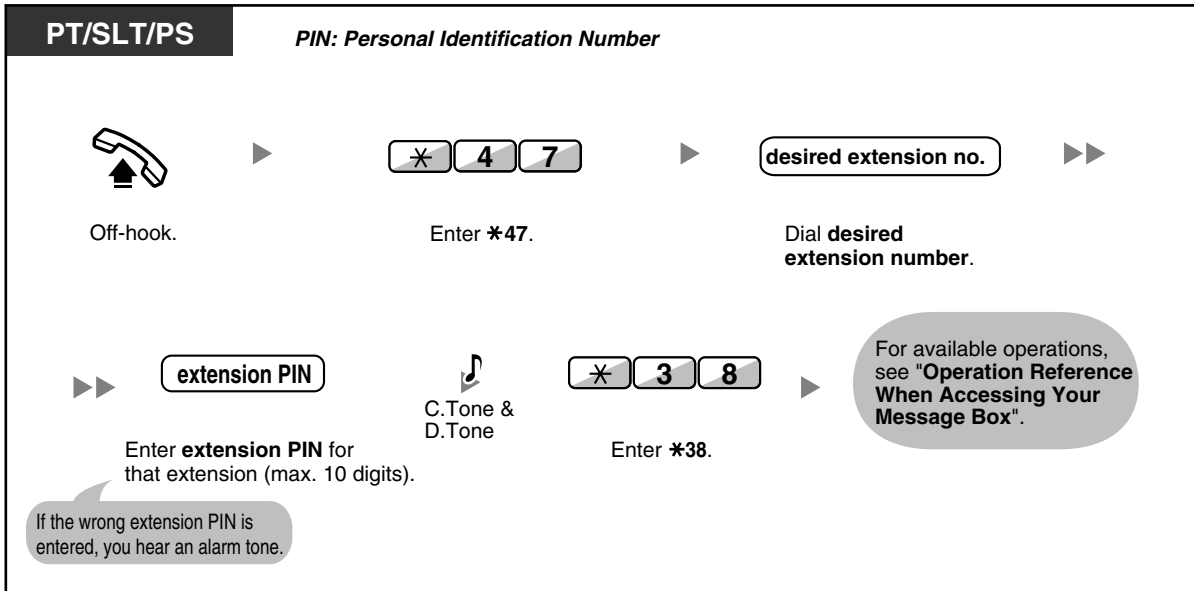 PT/SLT/PS
PIN: Personal Identification Number
* 4 7
desired extension no.
Off-hook.
Enter *47.
Dial desired
extension number.
extension PIN
C.Tone &
D.Tone
* 3 8
For available operations,
see "Operation Reference
When Accessing Your
Message Box".
Enter extension PIN for
that extension (max. 10 digits).
Enter *38.
If the wrong extension PIN is
entered, you hear an alarm tone.